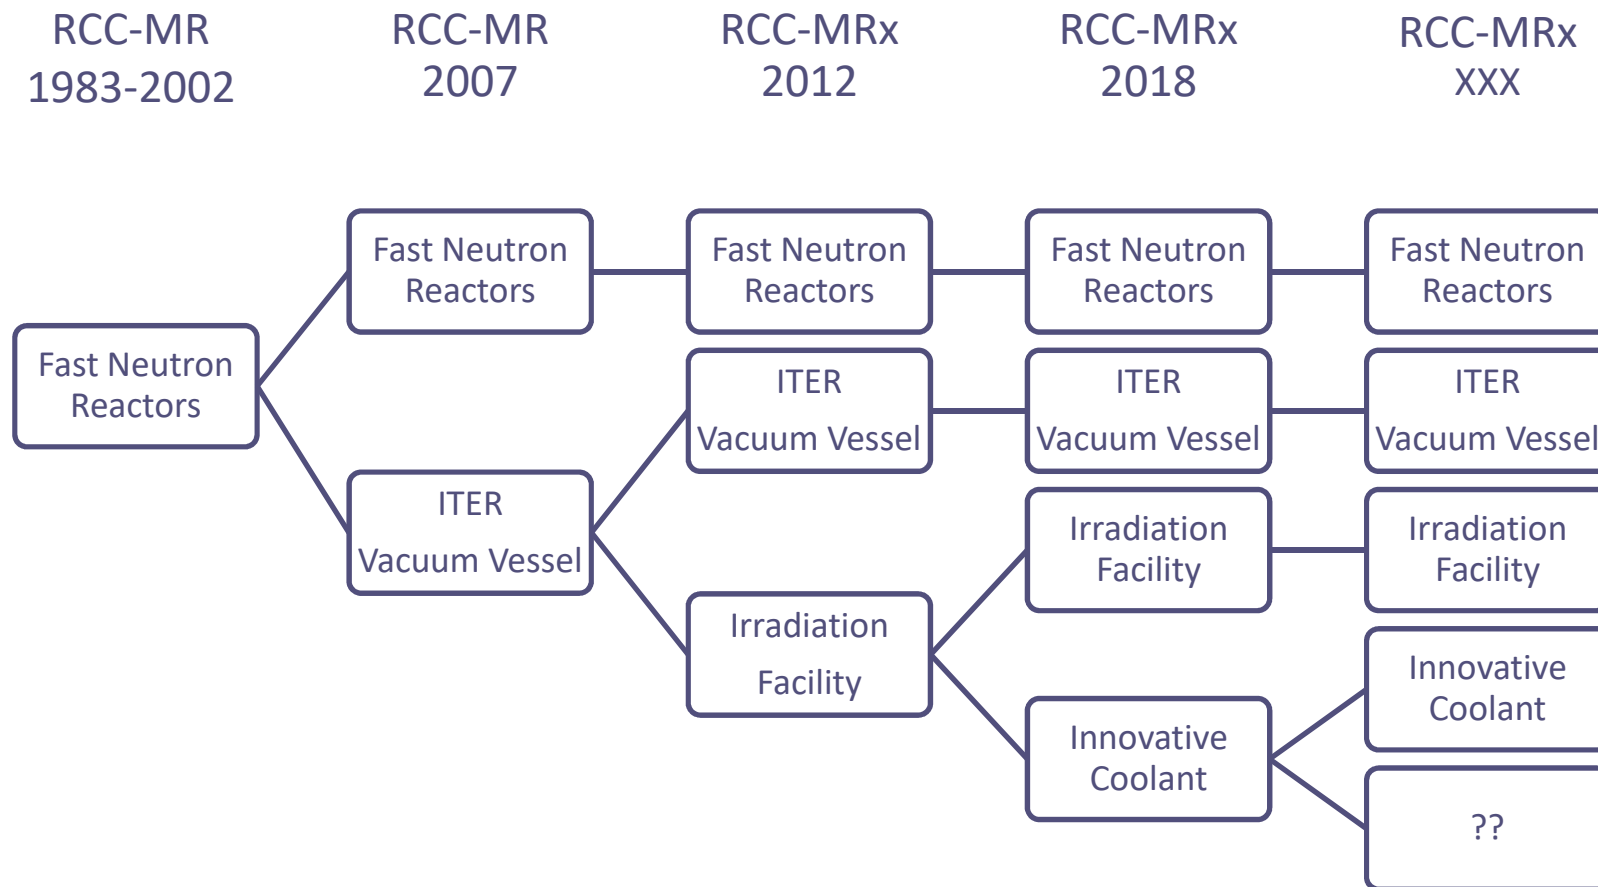 RCC-MR
1983-2002
RCC-MR
2007
RCC-MRx
2012
RCC-MRx
2018
RCC-MRx
XXX
Fast Neutron
Reactors
Fast Neutron
Reactors
ITER
Vacuum Vessel
Fast Neutron
Reactors
ITER
Vacuum Vessel
Irradiation
Facility
Fast Neutron
Reactors
ITER
Vacuum Vessel
Irradiation
Facility
Innovative
Coolant
Fast Neutron
Reactors
ITER
Vacuum Vessel
Irradiation
Facility
Innovative
Coolant
??